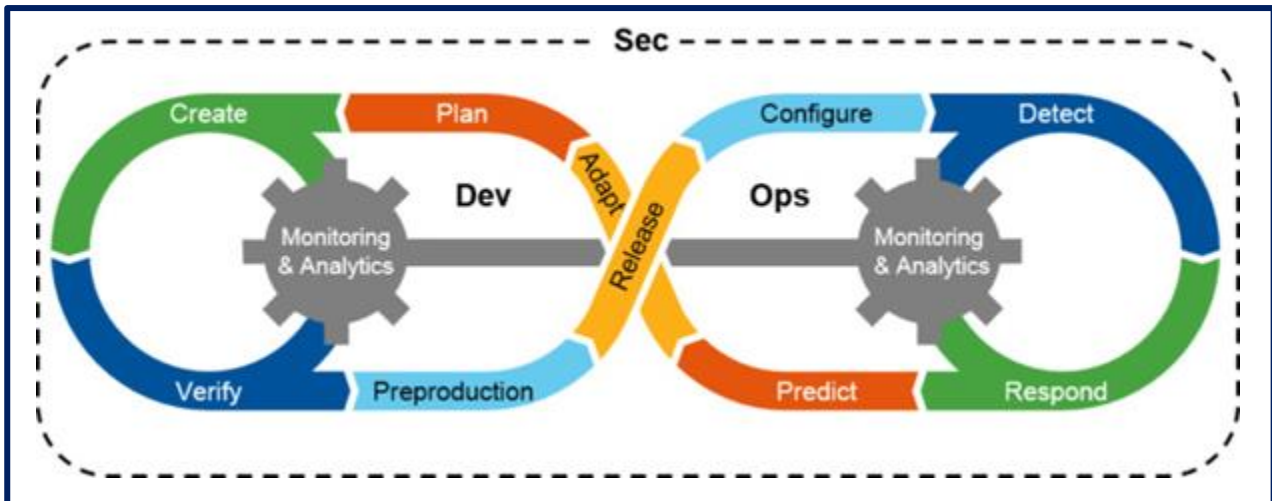 Sec
Create
Plan
Configure
Detect
Adapt
Dev
Ops
Release
Monitoring
& Analytics
Monitoring
& Analytics
Verify
Preproduction
Predict
Respond